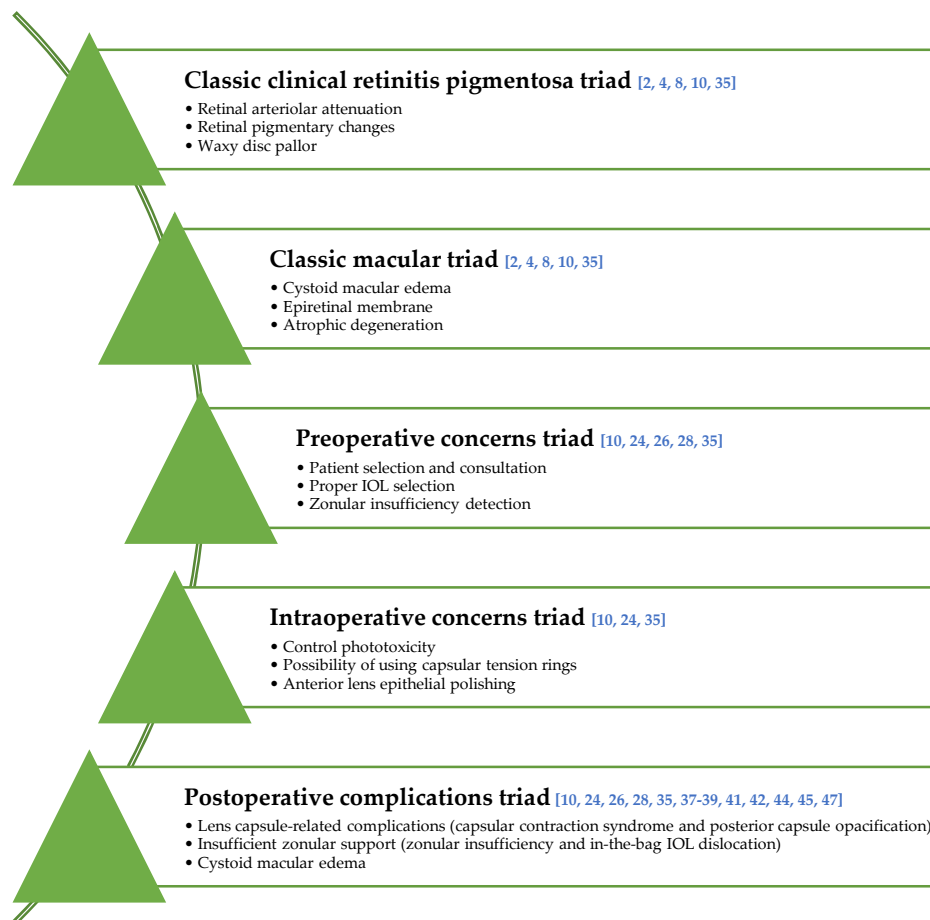 Classic clinical retinitis pigmentosa triad [2, 4, 8, 10, 35]
• Retinal arteriolar attenuation
• Retinal pigmentary changes
• Waxy disc pallor
Classic macular triad [2, 4, 8, 10, 35]
• Cystoid macular edema
• Epiretinal membrane
• Atrophic degeneration
Preoperative concerns triad [10, 24, 26, 28, 35]
• Patient selection and consultation
• Proper IOL selection
• Zonular insufficiency detection
Intraoperative concerns triad [10, 24, 35]
• Control phototoxicity
• Possibility of using capsular tension rings
• Anterior lens epithelial polishing
Postoperative complications triad [10, 24, 26, 28, 35, 37-39, 41, 42, 44, 45, 47]
• Lens capsule-related complications (capsular contraction syndrome and posterior capsule opacification)
• Insufficient zonular support (zonular insufficiency and in-the-bag IOL dislocation)
• Cystoid macular edema